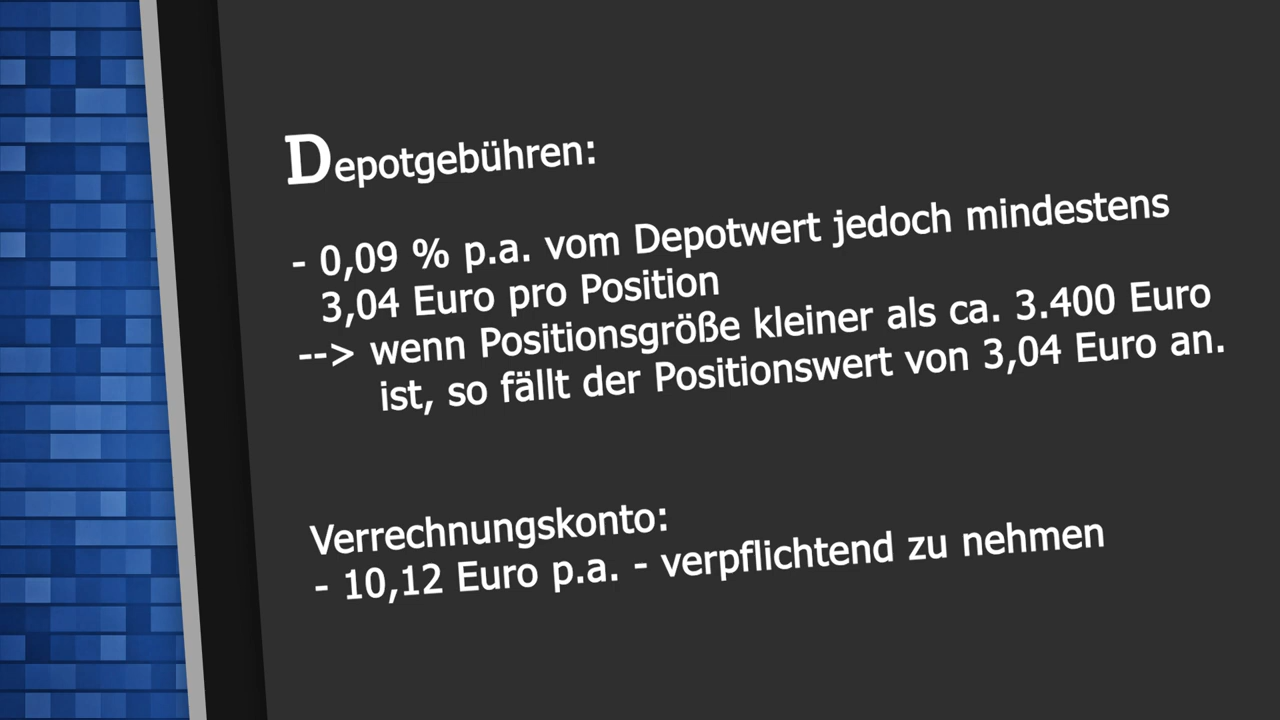 Depotgebühren:
- 0,09 % p.a. vom Depotwert jedoch mindestens
3,04 Euro pro Position
--> wenn Positionsgröße kleiner als ca. 3.400 Euro
ist, so fällt der Positionswert von 3,04 Euro an.
Verrechnungskonto:
- 10,12 Euro p.a. - verpflichtend zu nehmen